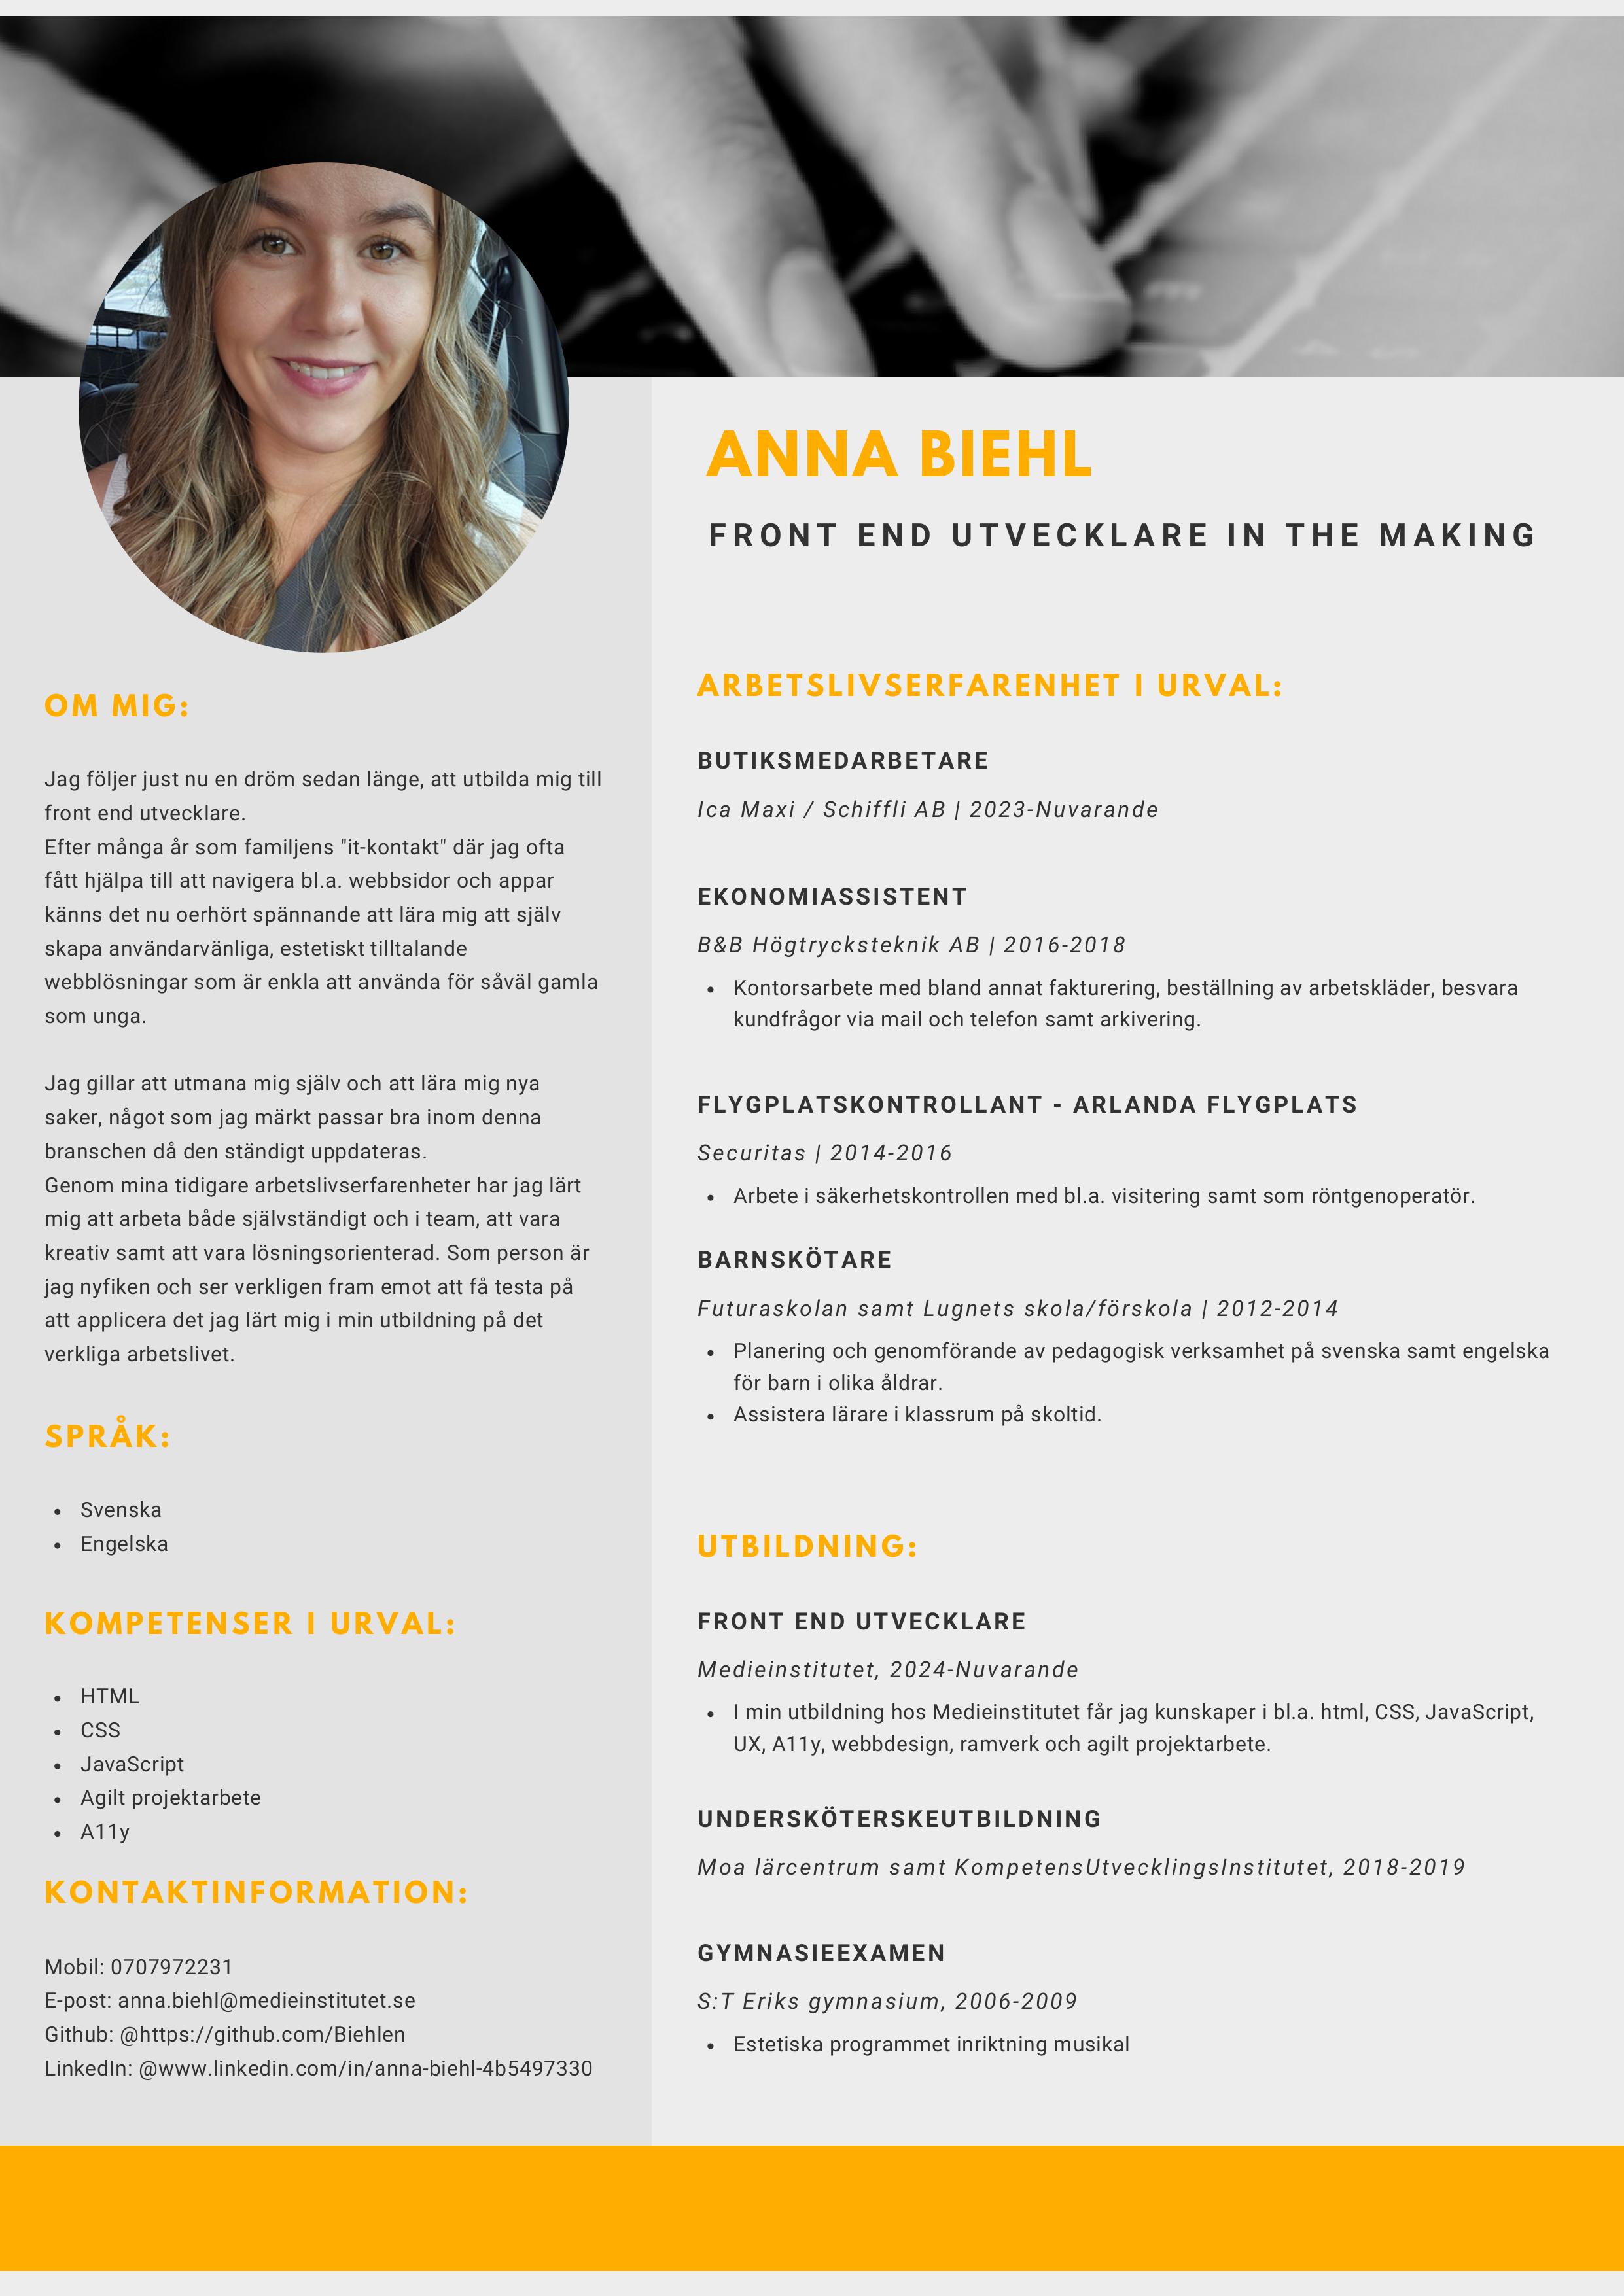 ANNA BIEHL
FRONT END UTVECKLARE IN THE MAKING
OM MIG:
Jag följer just nu en dröm sedan länge, att utbilda mig till
front end utvecklare.
Efter många år som familjens "it-kontakt" där jag ofta
fått hjälpa till att navigera bl.a. webbsidor och appar
känns det nu oerhört spännande att lära mig att själv
skapa användarvänliga, estetiskt tilltalande
webblösningar som är enkla att använda för såväl gamla
som unga.
Jag gillar att utmana mig själv och att lära mig nya
saker, något som jag märkt passar bra inom denna
branschen då den ständigt uppdateras.
Genom mina tidigare arbetslivserfarenheter har jag lärt
mig att arbeta både självständigt och i team, att vara
kreativ samt att vara lösningsorienterad. Som person är
jag nyfiken och ser verkligen fram emot att få testa på
att applicera det jag lärt mig i min utbildning på det
verkliga arbetslivet.
SPRÅK:
• Svenska
• Engelska
KOMPETENSER I URVAL:
• HTML
• CSS
• JavaScript
• Agilt projektarbete
• A11y
KONTAKTINFORMATION:
Mobil: 0707972231
E-post: anna.biehl@medieinstitutet.se
Github: @https://github.com/Biehlen
LinkedIn: @www.linkedin.com/in/anna-biehl-4b5497330
ARBETSLIVSERFARENHET I URVAL:
BUTIKSMEDARBETARE
Ica Maxi / Schiffli AB | 2023-Nuvarande
EKONOMIASSISTENT
B&B Högtrycksteknik AB | 2016-2018
• Kontorsarbete med bland annat fakturering, beställning av arbetskläder, besvara
kundfrågor via mail och telefon samt arkivering.
FLYGPLATSKONTROLLANT - ARLANDA FLYGPLATS
Securitas | 2014-2016
• Arbete i säkerhetskontrollen med bl.a. visitering samt som röntgenoperatör.
BARNSKÖTARE
Futuraskolan samt Lugnets skola/förskola | 2012-2014
• Planering och genomförande av pedagogisk verksamhet på svenska samt engelska
för barn i olika åldrar.
• Assistera lärare i klassrum på skoltid.
UTBILDNING:
FRONT END UTVECKLARE
Medieinstitutet, 2024-Nuvarande
• I min utbildning hos Medieinstitutet får jag kunskaper i bl.a. html, CSS, JavaScript,
UX, A11y, webbdesign, ramverk och agilt projektarbete.
UNDERSKÖTERSKEUTBILDNING
Moa lärcentrum samt KompetensUtvecklingsInstitutet, 2018-2019
GYMNASIEEXAMEN
S:T Eriks gymnasium, 2006-2009
• Estetiska programmet inriktning musikal